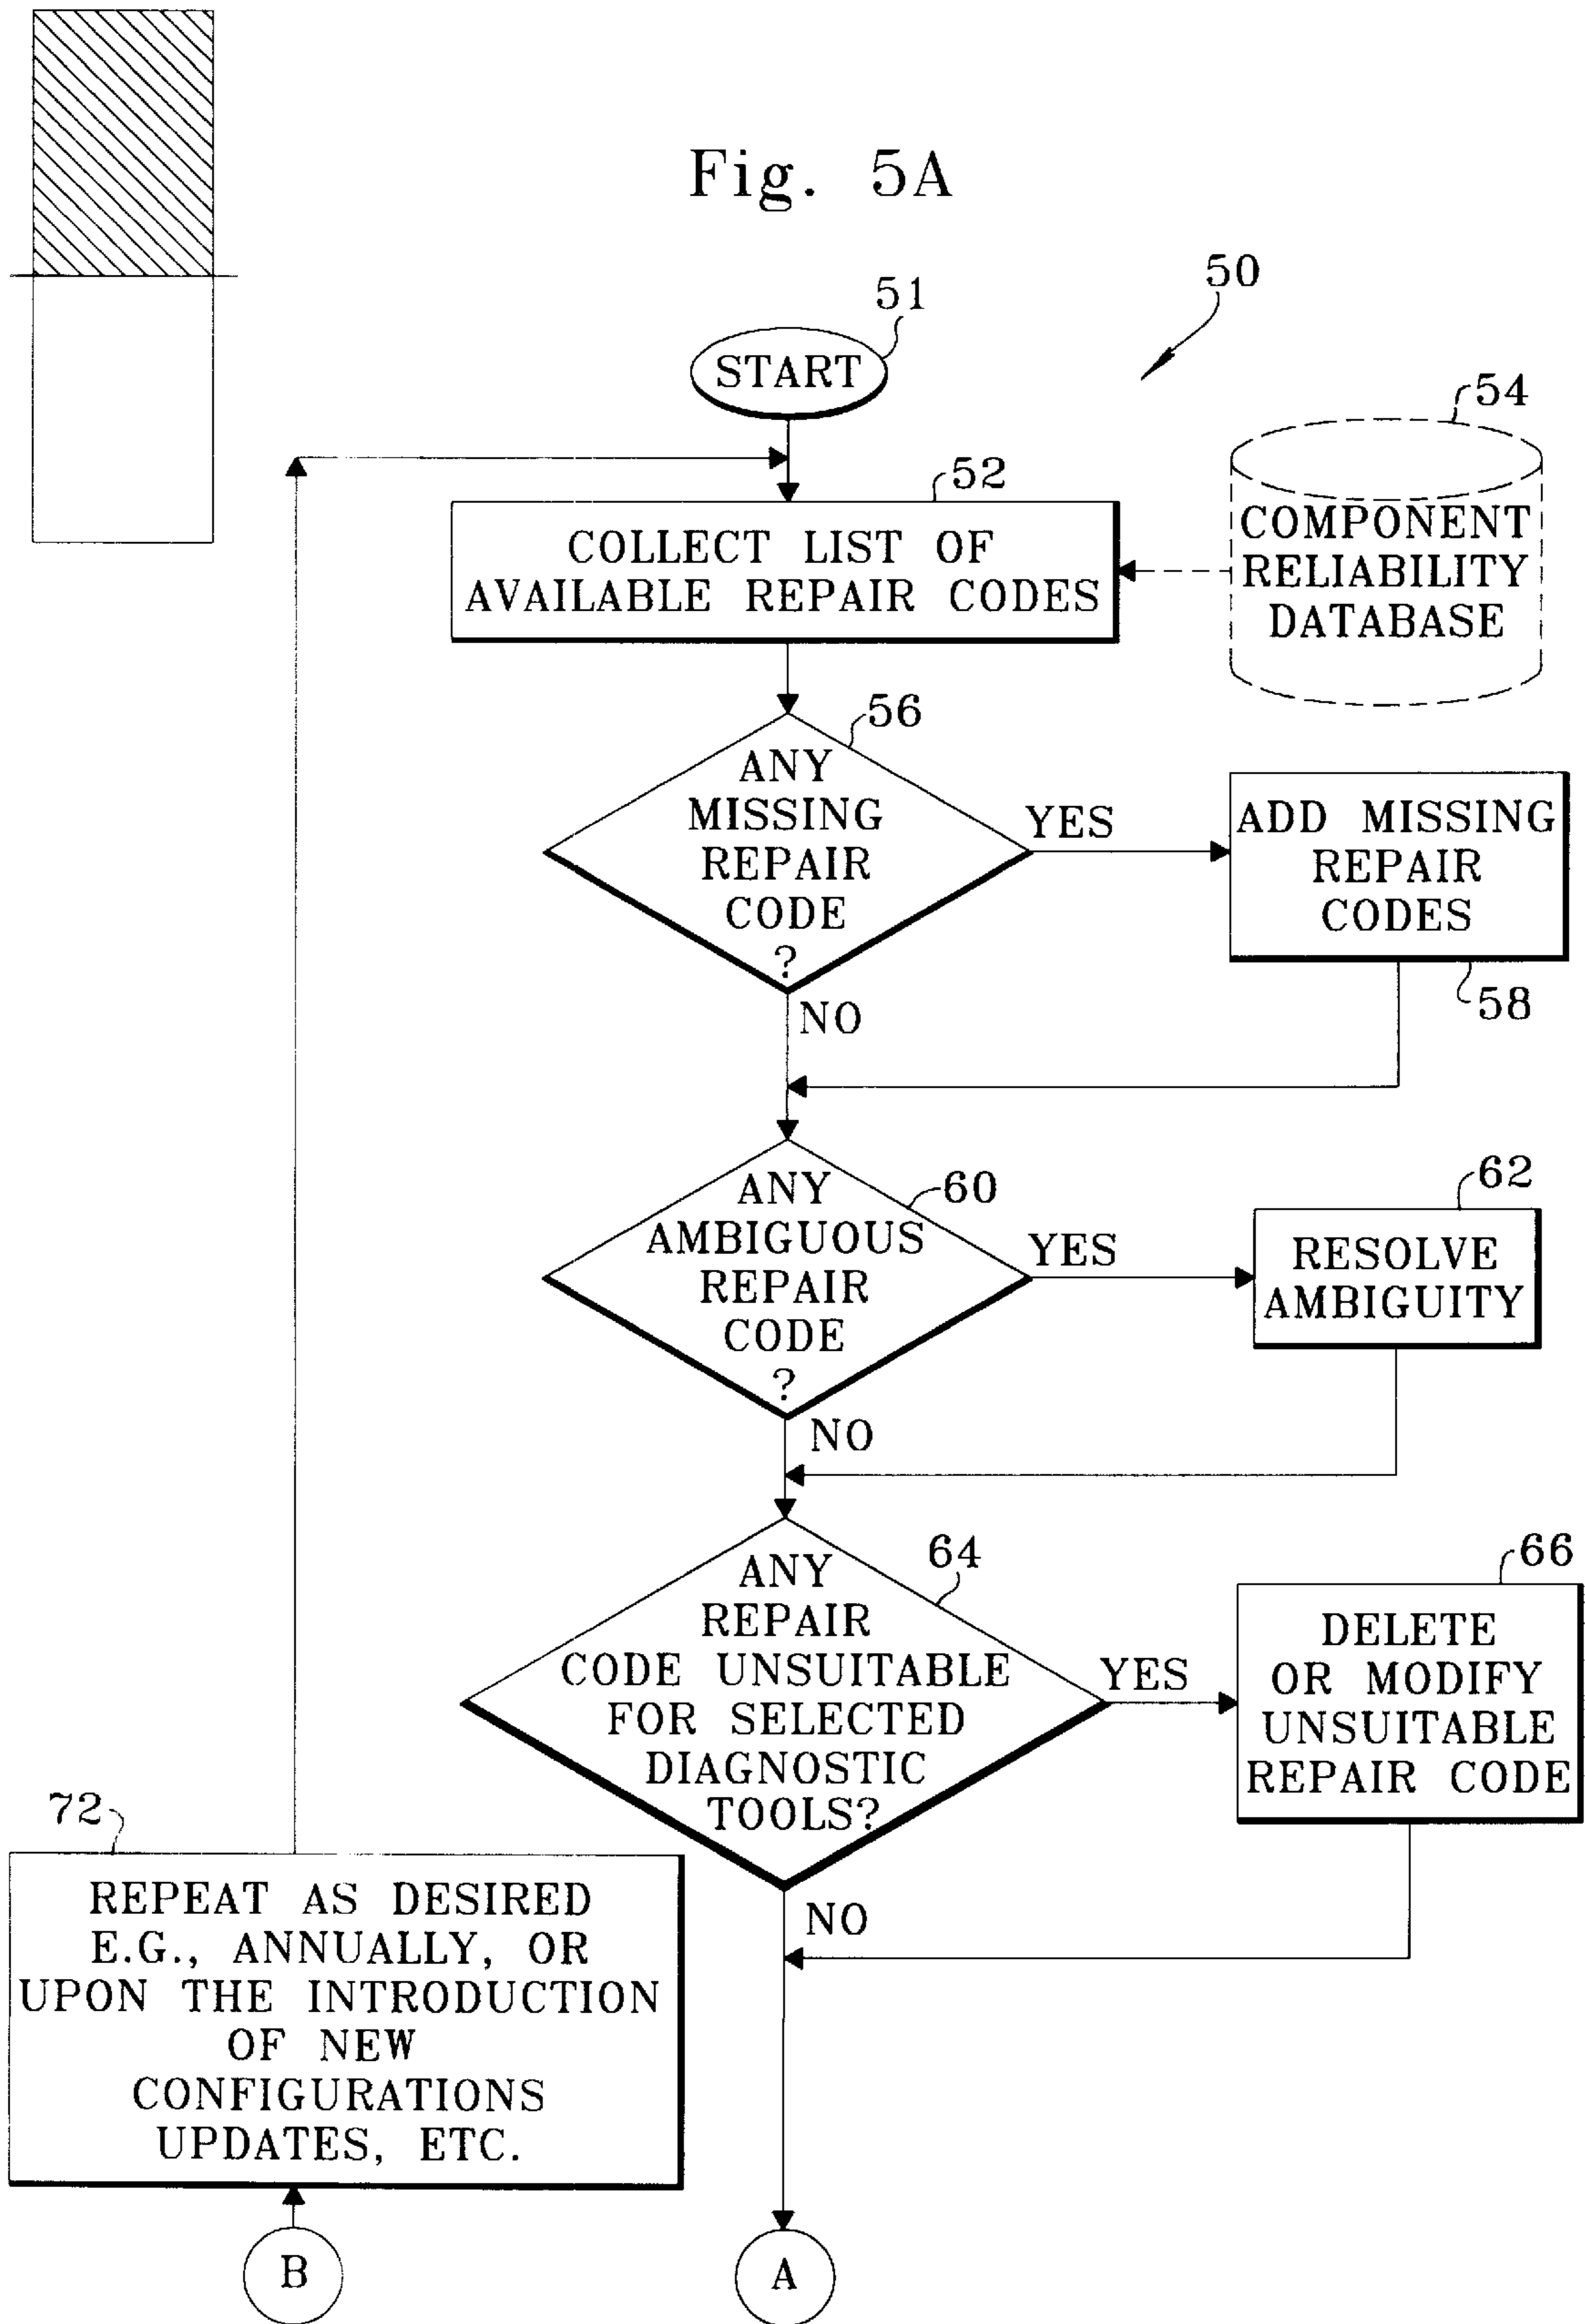 Fig. 5A
50
51
START
54
52
COLLECT LIST OF
AVAILABLE REPAIR CODES
COMPONENT
RELIABILITY
DATABASE
56
ANY
MISSING
REPAIR
CODE
?
YES
ADD MISSING
REPAIR
CODES
58
NO
60
ANY
AMBIGUOUS
REPAIR
CODE
?
YES
62
RESOLVE
AMBIGUITY
NO
64
ANY
REPAIR
CODE UNSUITABLE
FOR SELECTED
DIAGNOSTIC
TOOLS?
YES
66
DELETE
OR MODIFY
UNSUITABLE
REPAIR CODE
NO
72
REPEAT AS DESIRED
E.G., ANNUALLY, OR
UPON THE INTRODUCTION
OF NEW
CONFIGURATIONS
UPDATES, ETC.
B
A